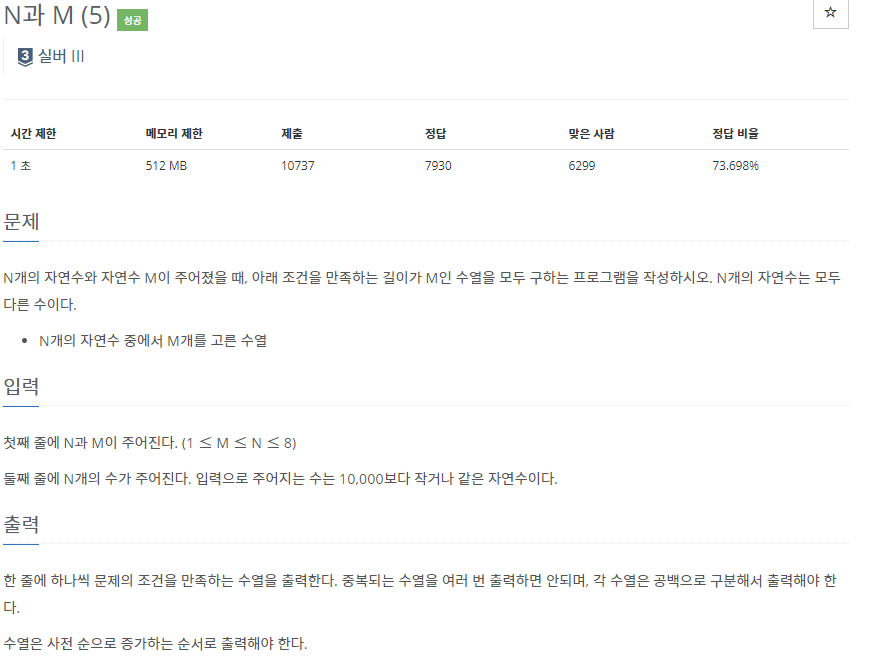 N과 M (5) 성공
☆
3 실버 III
시간 제한 메모리 제한 제출 정답 맞은 사람 정답 비율
1 초 512 MB 10737 7930 6299 73.698%
문제
N개의 자연수와 자연수 M이 주어졌을 때, 아래 조건을 만족하는 길이가 M인 수열을 모두 구하는 프로그램을 작성하시오. N개의 자연수는 모두
다른 수이다.
• N개의 자연수 중에서 M개를 고른 수열
입력
첫째 줄에 N과 M이 주어진다. (1 ≤ M ≤ N ≤ 8)
둘째 줄에 N개의 수가 주어진다. 입력으로 주어지는 수는 10,000보다 작거나 같은 자연수이다.
출력
한 줄에 하나씩 문제의 조건을 만족하는 수열을 출력한다. 중복되는 수열을 여러 번 출력하면 안되며, 각 수열은 공백으로 구분해서 출력해야 한
다.
수열은 사전 순으로 증가하는 순서로 출력해야 한다.